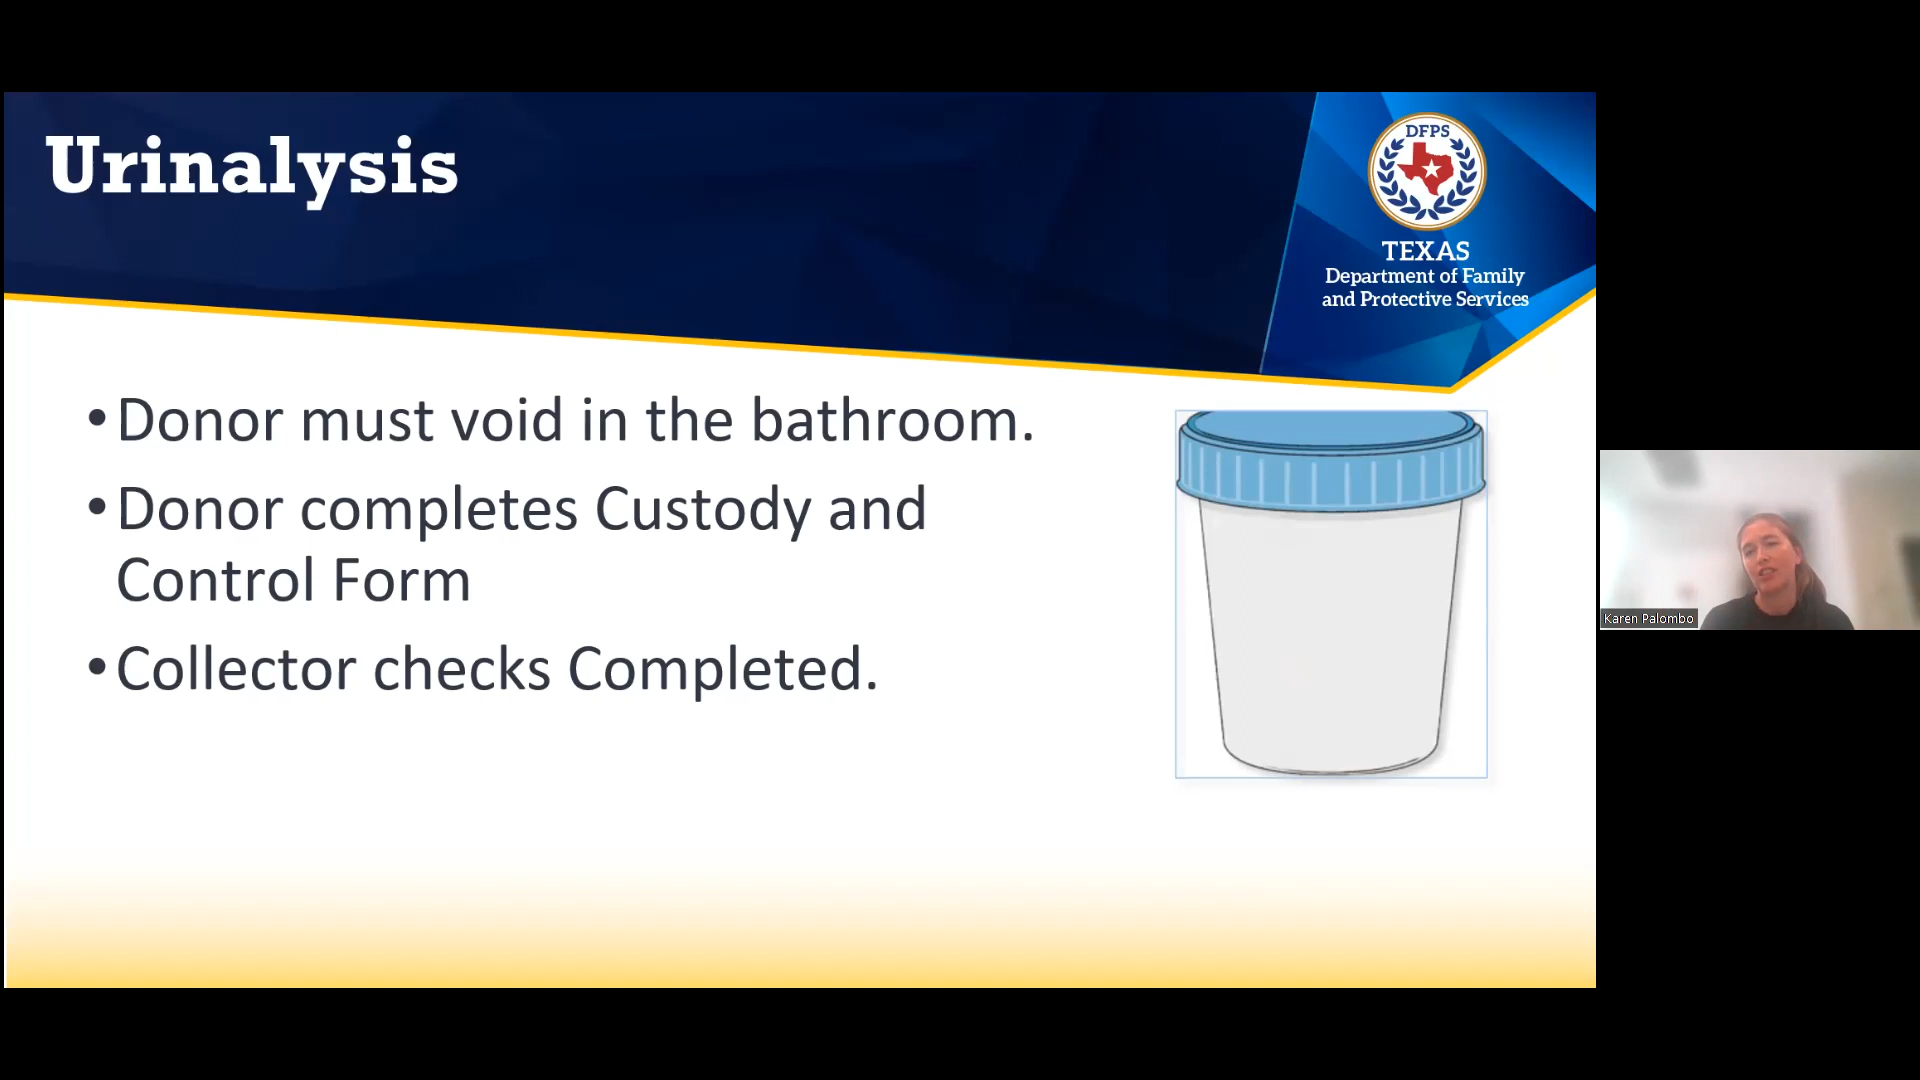 Urinalysis
DFPS
TEXAS
Department of Family
and Protective Services
•Donor must void in the bathroom.
•Donor completes Custody and
Control Form
•Collector checks Completed.
Karen Palombo